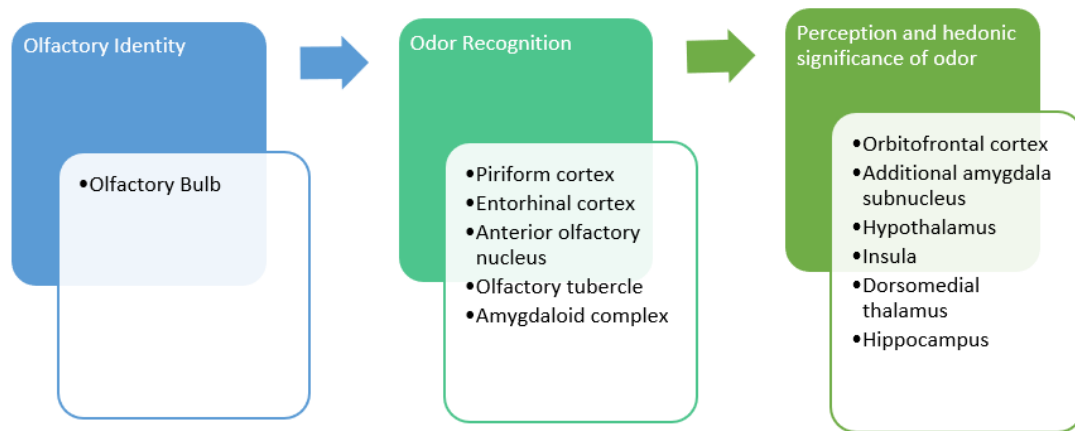 Olfactory Identity
•Olfactory Bulb
Odor Recognition
•Piriform cortex
•Entorhinal cortex
•Anterior olfactory
nucleus
•Olfactory tubercle
•Amygdaloid complex
Perception and hedonic
significance of odor
•Orbitofrontal cortex
•Additional amygdala
subnucleus
•Hypothalamus
•Insula
•Dorsomedial
thalamus
•Hippocampus